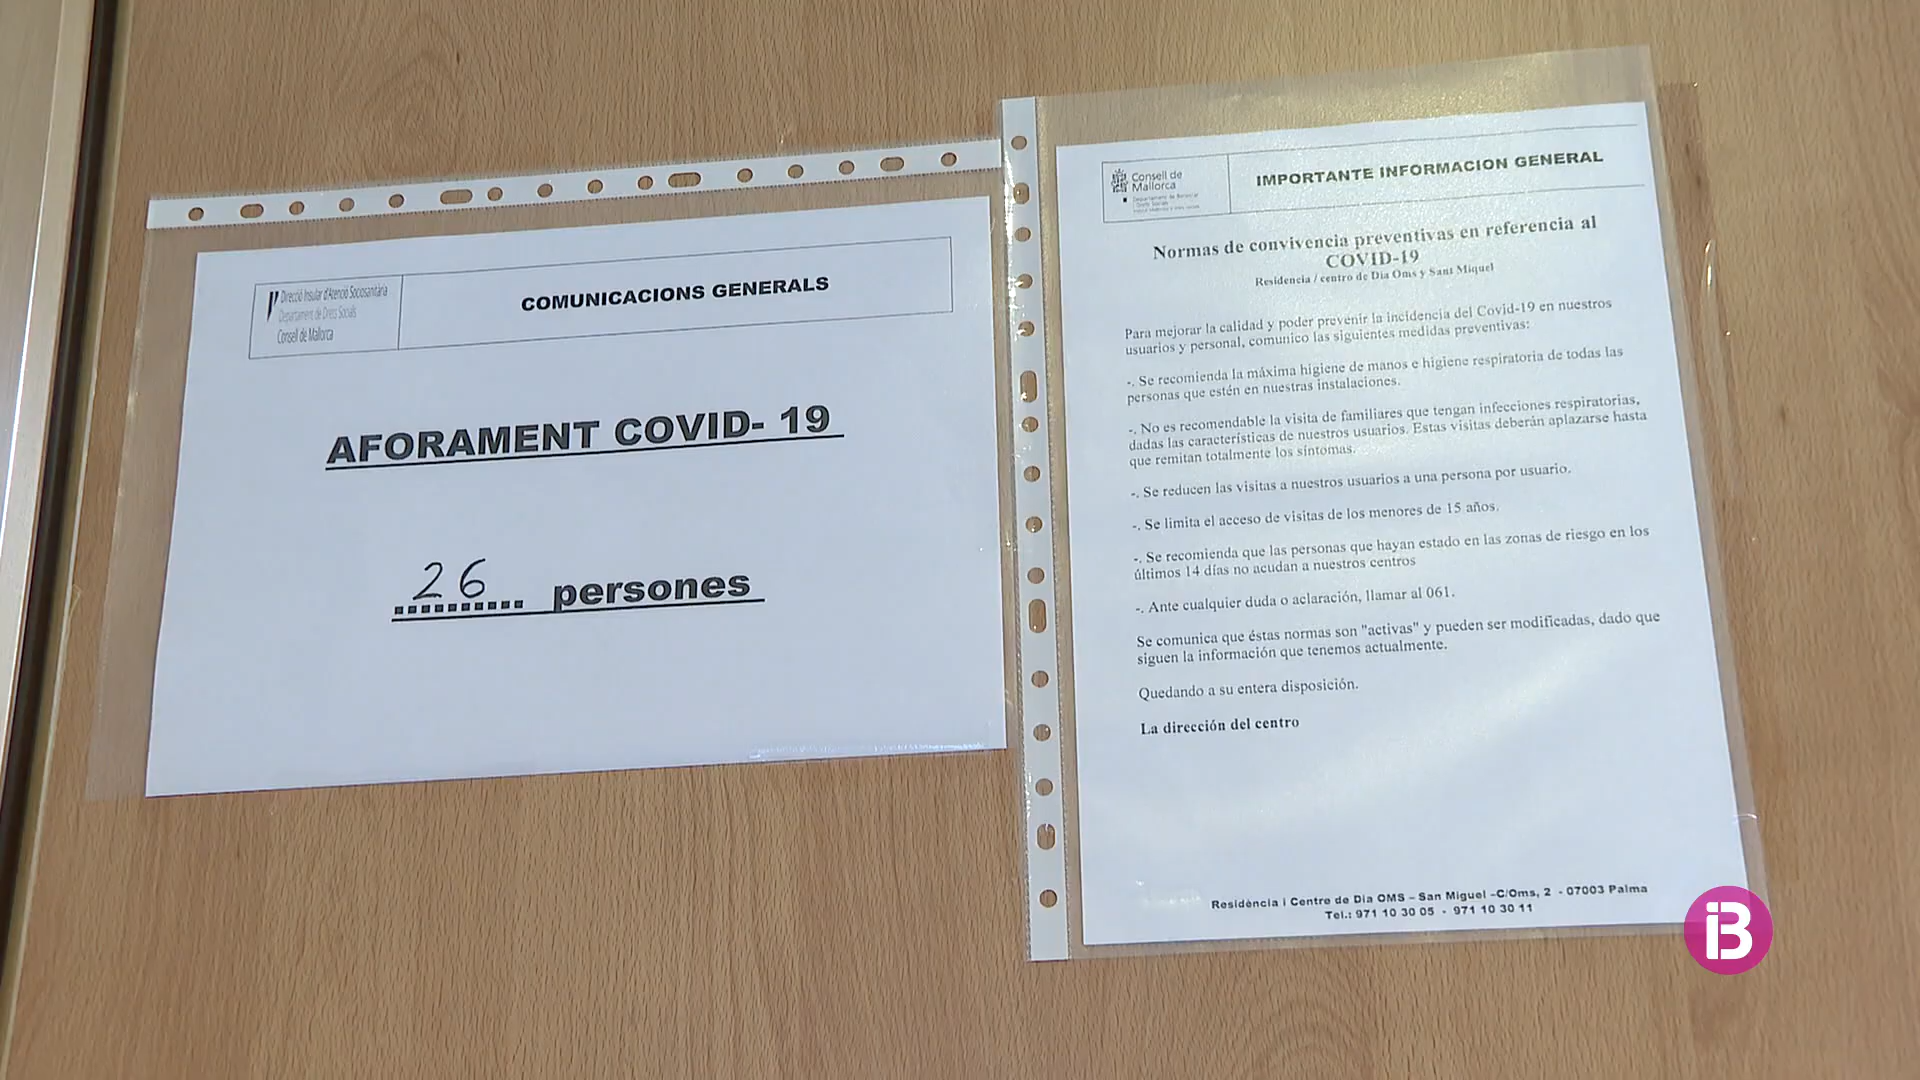 Direcció Insular d'Atenció Sociosanitària
Departament de Drets Socials
Consell de Mallorca
COMUNICACIONS GENERALS
AFORAMENT COVID- 19
26 persones
Consell de
Mallorca
IMPORTANTE INFORMACION GENERAL
Normas de convivencia preventivas en referencia al
COVID-19
Residencia / centro de Dia Oms y Sant Miquel
Para mejorar la calidad y poder prevenir la incidencia del Covid-19 en nuestros
usuarios y personal, comunico las siguientes medidas preventivas:
-. Se recomienda la máxima higiene de manos e higiene respiratoria de todas las
personas que estén en nuestras instalaciones.
-. No es recomendable la visita de familiares que tengan infecciones respiratorias,
dadas las características de nuestros usuarios. Estas visitas deberán aplazarse hasta
que remitan totalmente los síntomas.
-. Se reducen las visitas a nuestros usuarios a una persona por usuario.
-. Se limita el acceso de visitas de los menores de 15 años.
-. Se recomienda que las personas que hayan estado en las zonas de riesgo en los
últimos 14 días no acudan a nuestros centros
-. Ante cualquier duda o aclaración, llamar al 061.
Se comunica que éstas normas son "activas" y pueden ser modificadas, dado que
siguen la información que tenemos actualmente.
Quedando a su entera disposición.
La dirección del centro
Residència i Centre de Dia OMS – San Miguel –C/Oms, 2 - 07003 Palma
Tel.: 971 10 30 05 - 971 10 30 11
iB